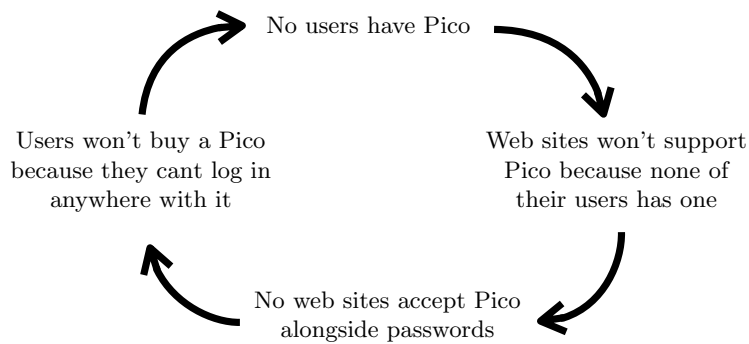 No users have Pico
Web sites won't support
Pico because none of
their users has one
No web sites accept Pico
alongside passwords
Users won't buy a Pico
because they cant log in
anywhere with it